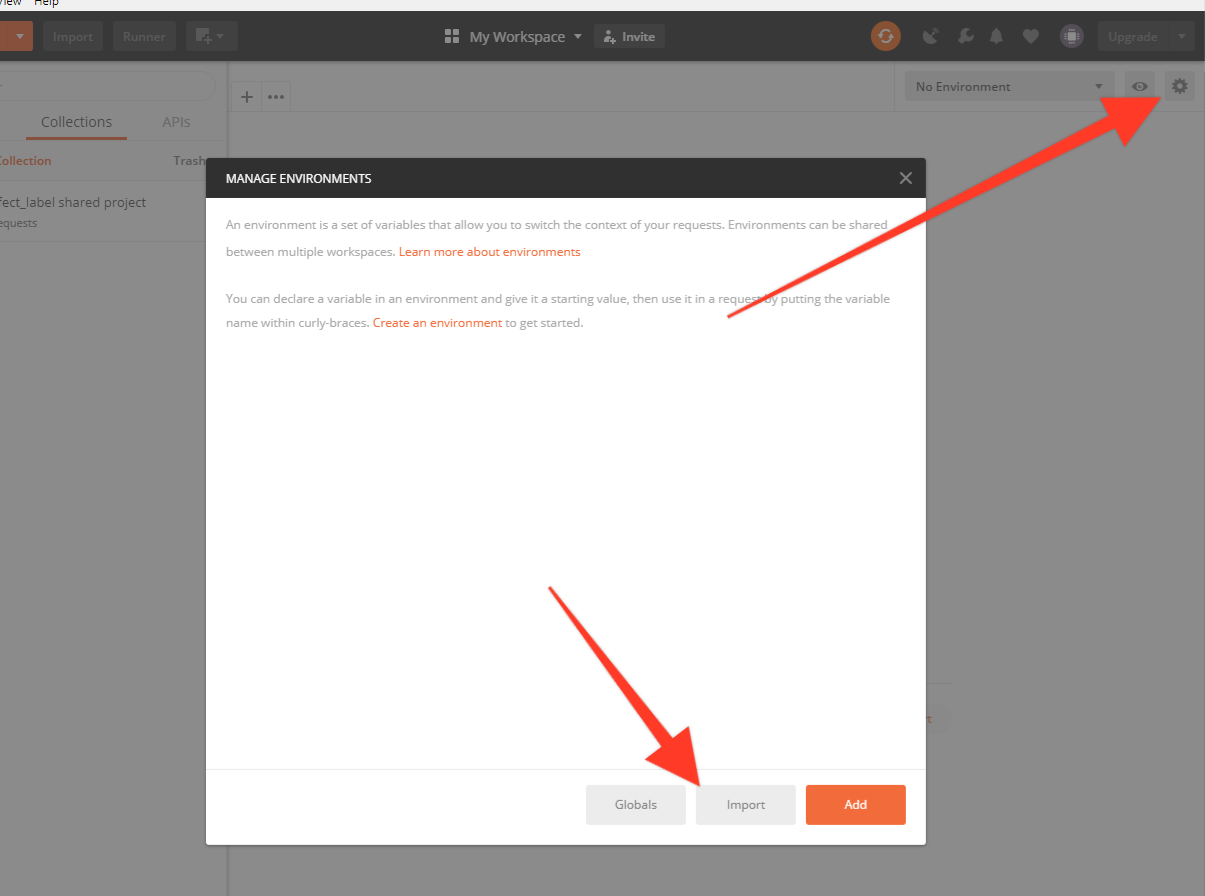 View Help
Import Runner My Workspace Invite Upgrade
No Environment
Collections APIs
Collection Trash
fect_label shared project
equests
MANAGE ENVIRONMENTS
An environment is a set of variables that allow you to switch the context of your requests. Environments can be shared
between multiple workspaces. Learn more about environments
You can declare a variable in an environment and give it a starting value, then use it in a request by putting the variable
name within curly-braces. Create an environment to get started.
Globals Import Add